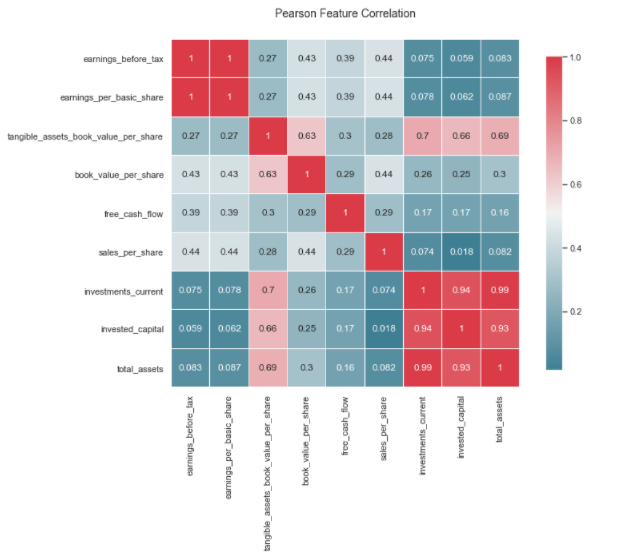 Pearson Feature Correlation
earnings_before_tax 1 1 0.27 0.43 0.39 0.44 0.075 0.059 0.083
earnings_per_basic_share 1 1 0.27 0.43 0.39 0.44 0.078 0.062 0.087
tangible_assets_book_value_per_share 0.27 0.27 1 0.63 0.3 0.28 0.7 0.66 0.69
book_value_per_share 0.43 0.43 0.63 1 0.29 0.44 0.26 0.25 0.3
free_cash_flow 0.39 0.39 0.3 0.29 1 0.29 0.17 0.17 0.16
sales_per_share 0.44 0.44 0.28 0.44 0.29 1 0.074 0.018 0.082
investments_current 0.075 0.078 0.7 0.26 0.17 0.074 1 0.94 0.99
invested_capital 0.059 0.062 0.66 0.25 0.17 0.018 0.94 1 0.93
total_assets 0.083 0.087 0.69 0.3 0.16 0.082 0.99 0.93 1
earnings_before_tax
earnings_per_basic_share
tangible_assets_book_value_per_share
book_value_per_share
free_cash_flow
sales_per_share
investments_current
invested_capital
total_assets
1.0
0.8
0.6
0.4
0.2